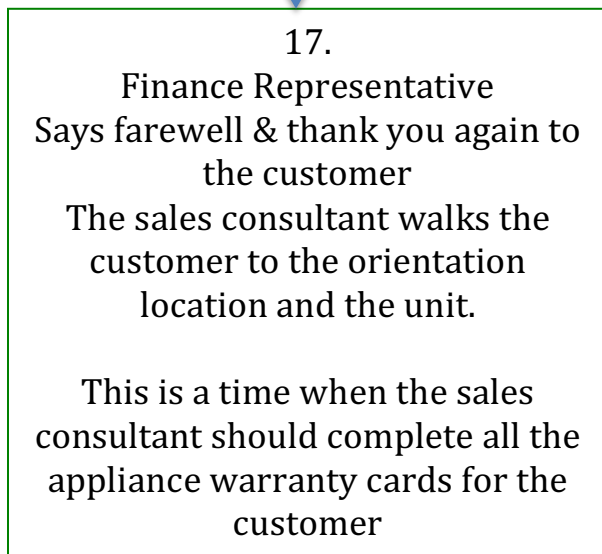 17.
Finance Representative
Says farewell & thank you again to
the customer
The sales consultant walks the
customer to the orientation
location and the unit.
This is a time when the sales
consultant should complete all the
appliance warranty cards for the
customer